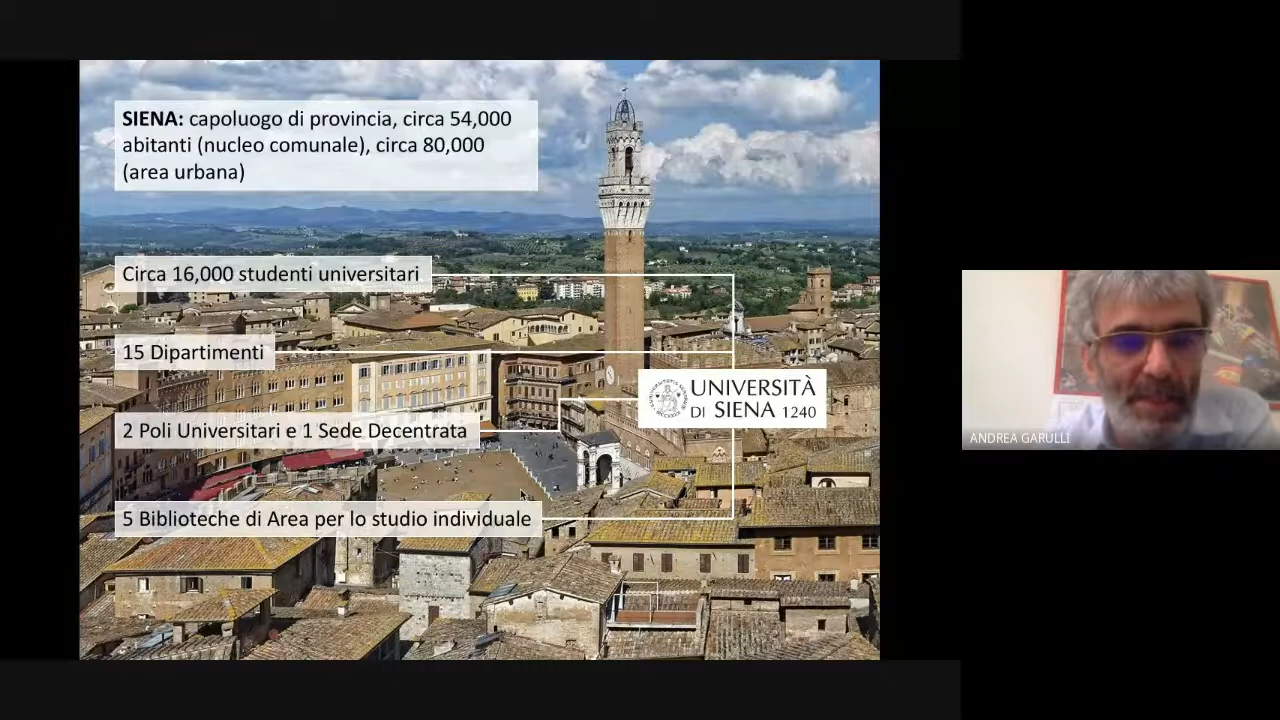 SIENA: capoluogo di provincia, circa 54,000
abitanti (nucleo comunale), circa 80,000
(area urbana)
Circa 16,000 studenti universitari
15 Dipartimenti
UNIVERSITÀ
DI SIENA 1240
2 Poli Universitari e 1 Sede Decentrata
5 Biblioteche di Area per lo studio individuale
ANDREA GARULLI